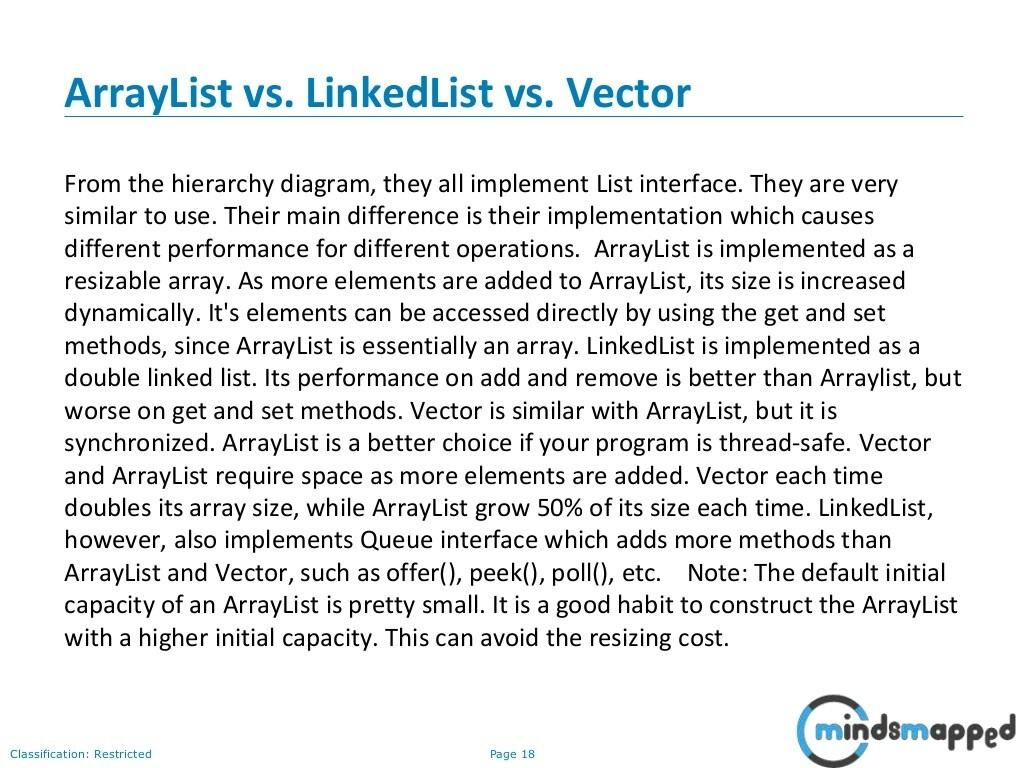 ArrayList vs. LinkedList vs. Vector
From the hierarchy diagram, they all implement List interface. They are very
similar to use. Their main difference is their implementation which causes
different performance for different operations.  ArrayList is implemented as a
resizable array. As more elements are added to ArrayList, its size is increased
dynamically. It's elements can be accessed directly by using the get and set
methods, since ArrayList is essentially an array. LinkedList is implemented as a
double linked list. Its performance on add and remove is better than Arraylist, but
worse on get and set methods. Vector is similar with ArrayList, but it is
synchronized. ArrayList is a better choice if your program is thread-safe. Vector
and ArrayList require space as more elements are added. Vector each time
doubles its array size, while ArrayList grow 50% of its size each time. LinkedList,
however, also implements Queue interface which adds more methods than
ArrayList and Vector, such as offer(), peek(), poll(), etc.    Note: The default initial
capacity of an ArrayList is pretty small. It is a good habit to construct the ArrayList
with a higher initial capacity. This can avoid the resizing cost.
Classification: Restricted
Page 18
mindsmapped